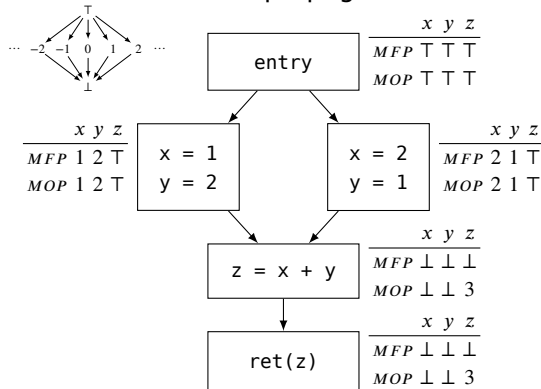 ⊤
⋯ −2 −1 0 1 2 ⋯
⊥
entry
x y z
MFP ⊤ ⊤ ⊤
MOP ⊤ ⊤ ⊤
x y z
MFP 1 2 ⊤
MOP 1 2 ⊤
x = 1
y = 2
x = 2
y = 1
x y z
MFP 2 1 ⊤
MOP 2 1 ⊤
z = x + y
x y z
MFP ⊥ ⊥ ⊥
MOP ⊥ ⊥ 3
ret(z)
x y z
MFP ⊥ ⊥ ⊥
MOP ⊥ ⊥ 3